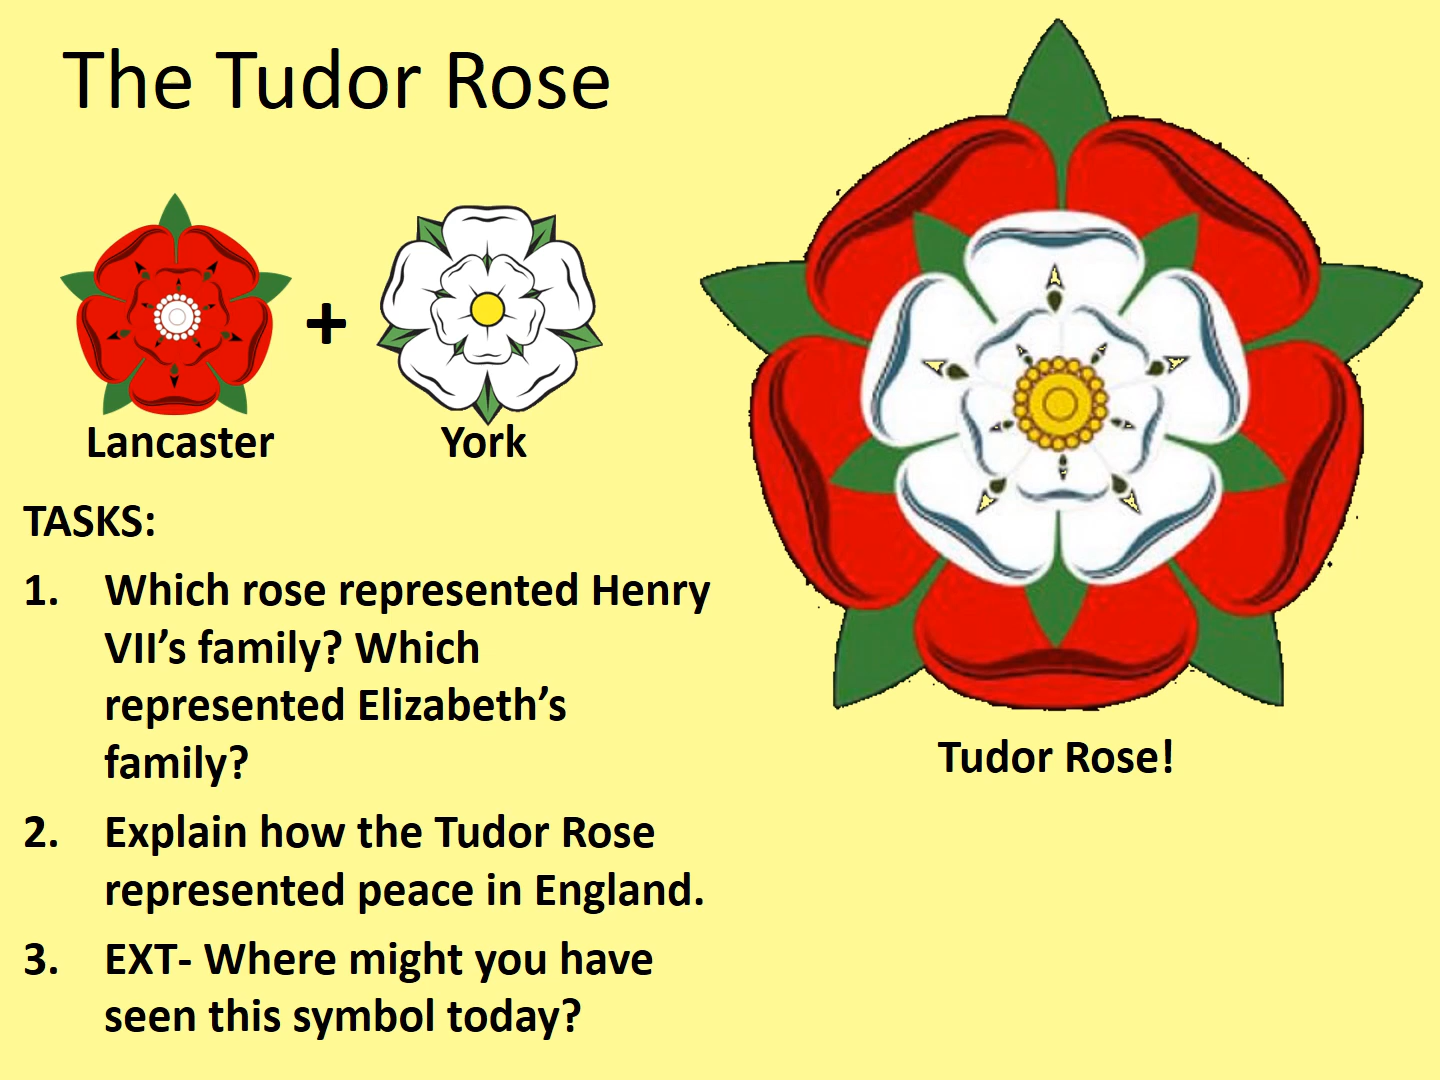 The Tudor Rose
+
Lancaster
York
TASKS:
1. Which rose represented Henry
VII’s family? Which
represented Elizabeth’s
family?
2. Explain how the Tudor Rose
represented peace in England.
3. EXT- Where might you have
seen this symbol today?
Tudor Rose!